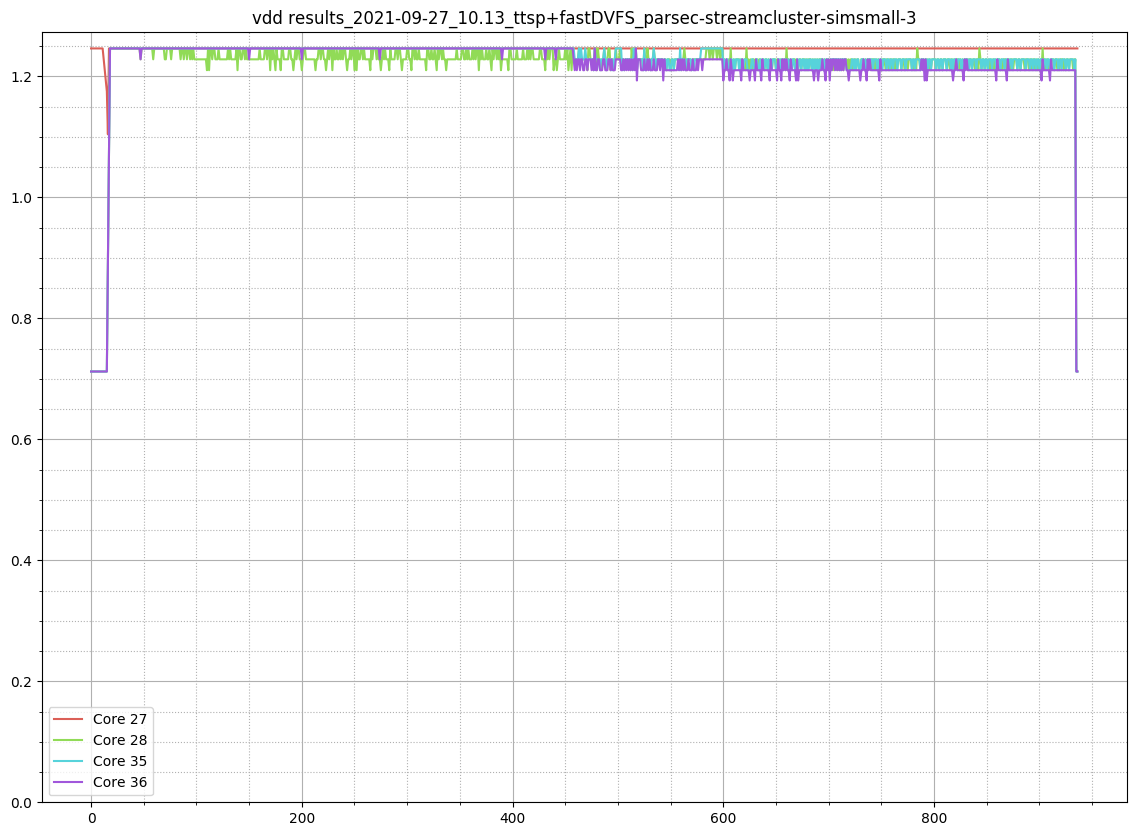 vdd results_2021-09-27_10.13_ttsp+fastDVFS_parsec-streamcluster-simsmall-3
1.2
1.0
0.8
0.6
0.4
0.2
0.0
Core 27
Core 28
Core 35
Core 36
0 200 400 600 800